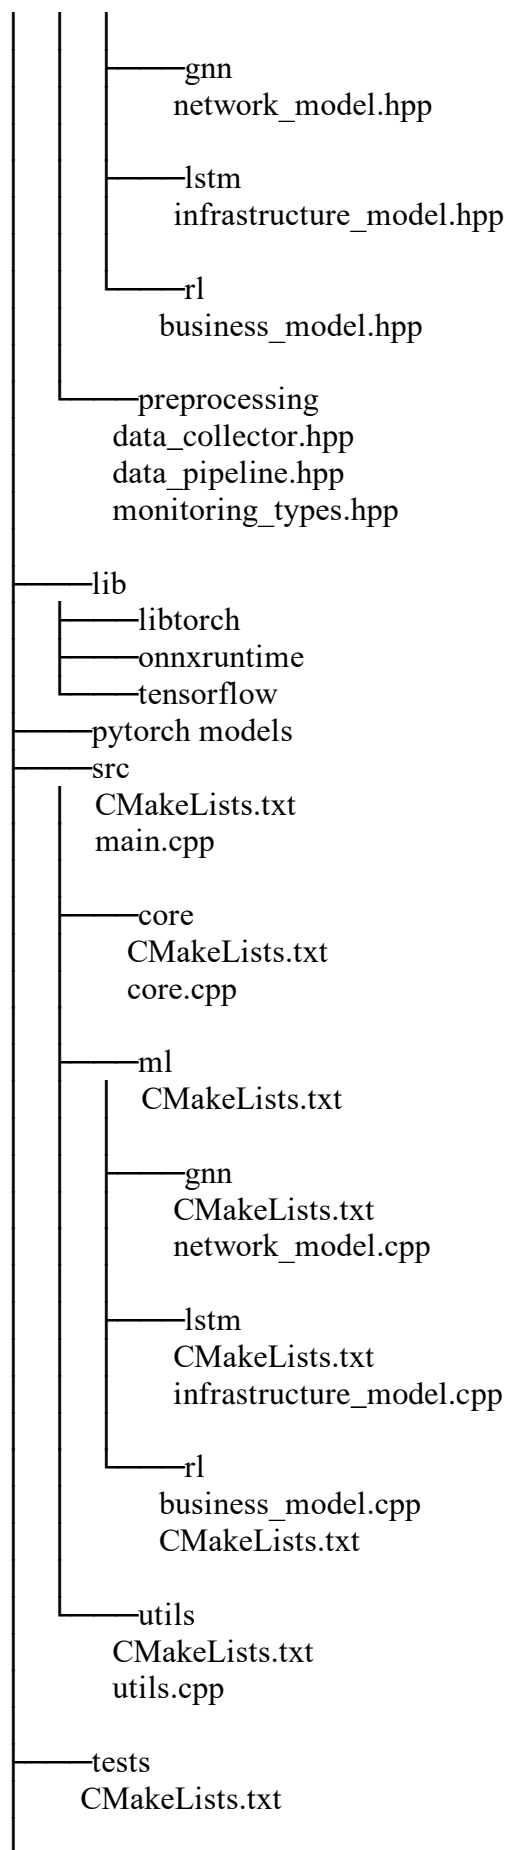 gnn
network_model.hpp
lstm
infrastructure_model.hpp
rl
business_model.hpp
preprocessing
data_collector.hpp
data_pipeline.hpp
monitoring_types.hpp
lib
libtorch
onnxruntime
tensorflow
pytorch models
src
CMakeLists.txt
main.cpp
core
CMakeLists.txt
core.cpp
ml
CMakeLists.txt
gnn
CMakeLists.txt
network_model.cpp
lstm
CMakeLists.txt
infrastructure_model.cpp
rl
business_model.cpp
CMakeLists.txt
utils
CMakeLists.txt
utils.cpp
tests
CMakeLists.txt